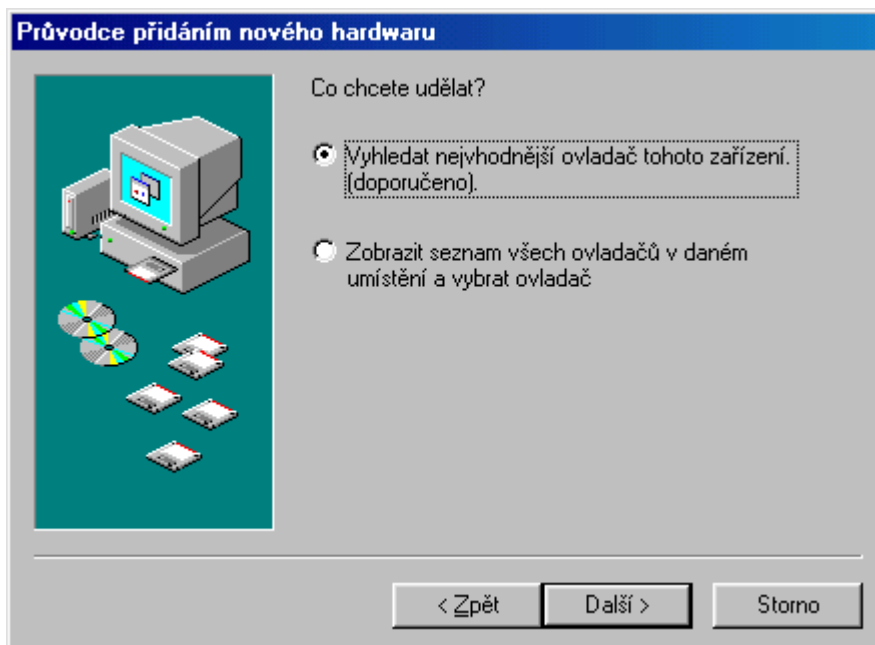 Průvodce přidáním nového hardwaru
Co chcete udělat?
Vyhledat nejvhodnější ovladač tohoto zařízení.
(doporučeno).
Zobrazit seznam všech ovladačů v daném
umístění a vybrat ovladač
< Zpět
Další >
Storno